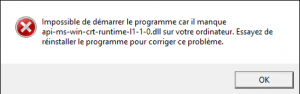 Impossible de démarrer le programme car il manque
api-ms-win-crt-runtime-l1-1-0.dll sur votre ordinateur. Essayez de
réinstaller le programme pour corriger ce problème.
OK